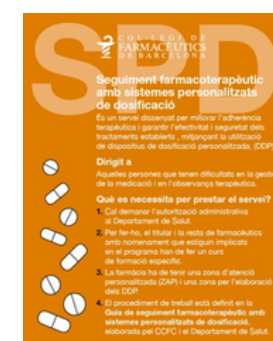 SPD
COL·LEGI DE
FARMACÈUTICS
DE BARCELONA
Seguiment farmacoterapèutic
amb sistemes personalitzats
de dosificació
És un servei dissenyat per millorar l'adherència
terapèutica i garantir l'efectivitat i seguretat dels
tractaments establerts , mitjançant la utilització
de dispositius de dosificació personalitzada, (DDP)
Dirigit a
Aquelles persones que tenen dificultats en la gestió
de la medicació i en l'observança terapèutica.
Què es necessita per prestar el servei?
1. Cal demanar l'autorització administrativa
al Departament de Salut.
2. Per fer-ho, el titular i la resta de farmacèutics
amb nomenament que estiguin implicats
en el programa han de fer un curs
de formació específic.
3. La farmàcia ha de tenir una zona d'atenció
personalitzada (ZAP) i una zona per l'elaboració
dels DDP.
4. El procediment de treball està definit en la
Guia de seguiment farmacoterapèutic amb
sistemes personalitzats de dosificació,
elaborada pel CCFC i el Departament de Salut.